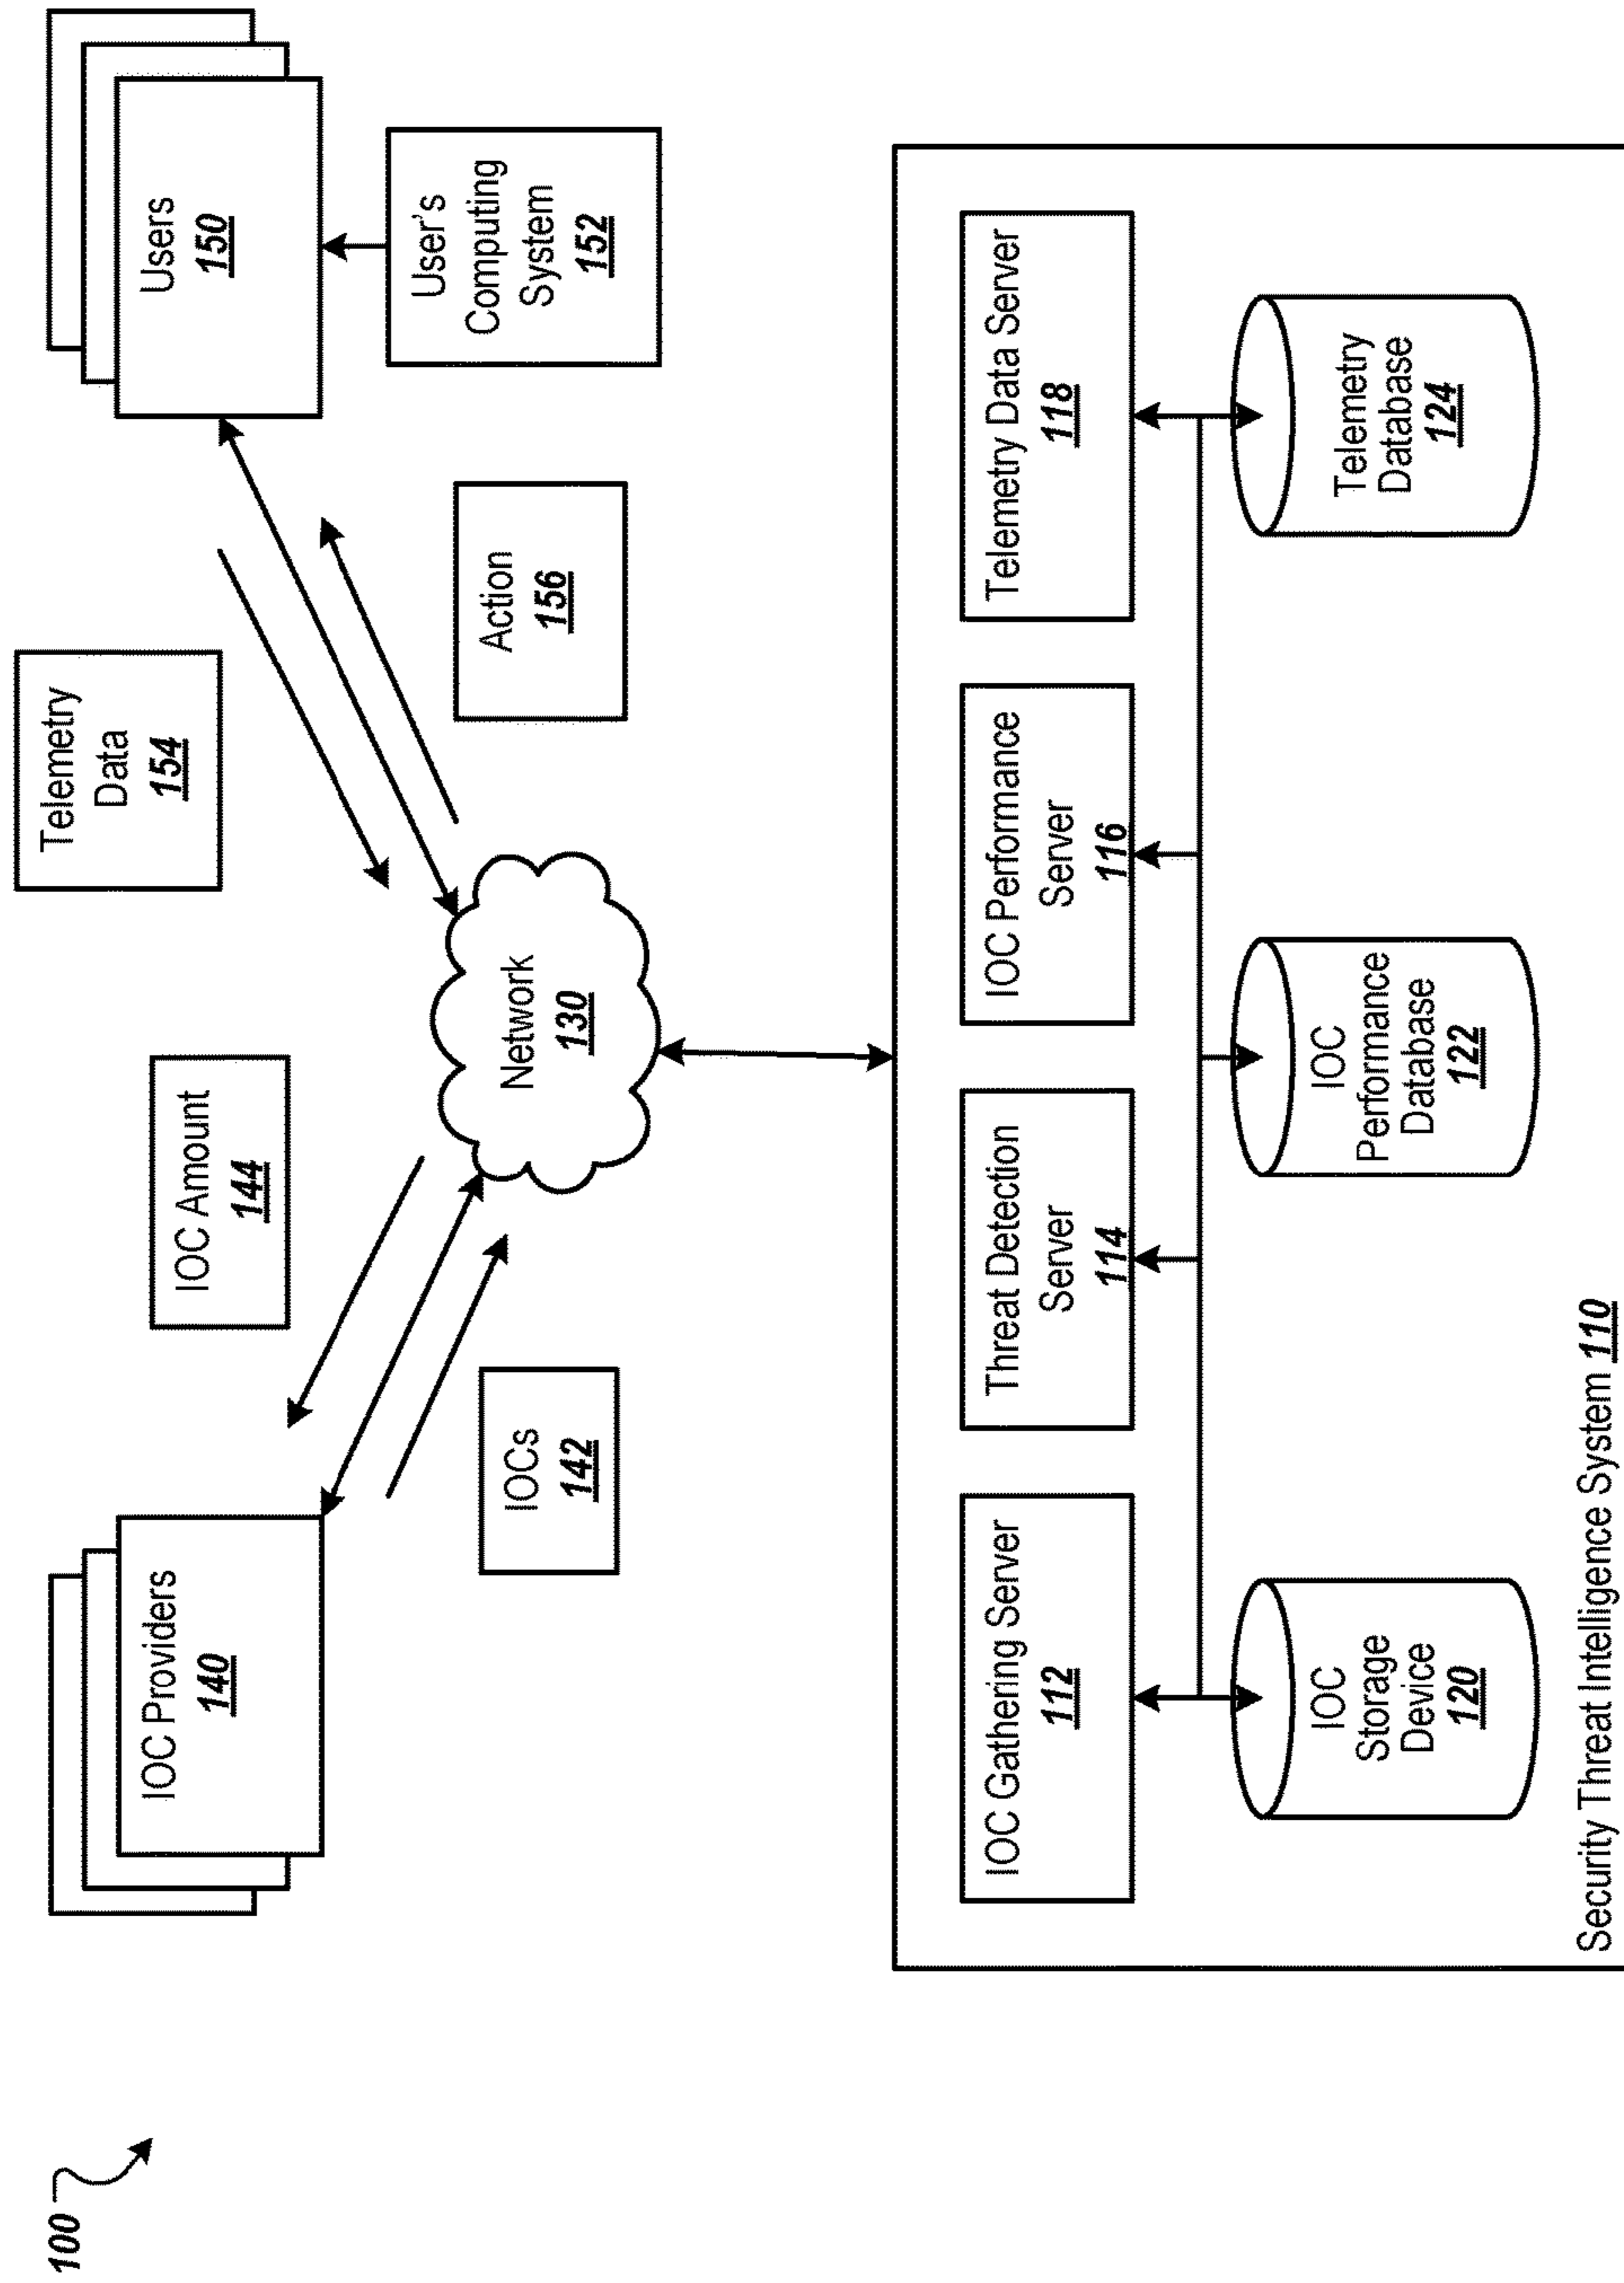 100
IOC Providers
140
IOC Amount
144
Telemetry
Data
154
Users
150
IOCs
142
Network
130
Action
156
User's
Computing
System
152
IOC Gathering Server
112
Threat Detection
Server
114
IOC Performance
Server
116
Telemetry Data Server
118
IOC
Storage
Device
120
IOC
Performance
Database
122
Telemetry
Database
124
Security Threat Intelligence System 110